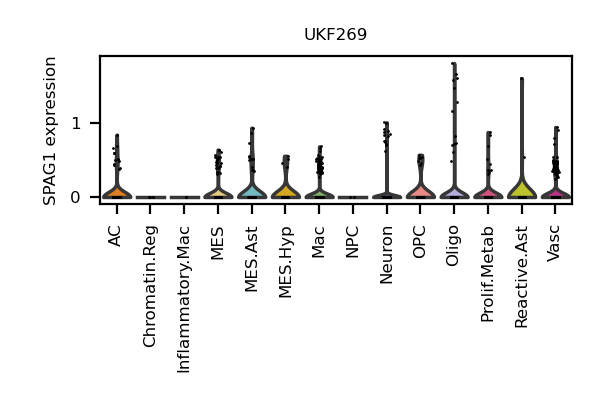 UKF269
SPAG1 expression
1
0
AC
Chromatin.Reg
Inflammatory.Mac
MES
MES.Ast
MES.Hyp
Mac
NPC
Neuron
OPC
Oligo
Prolif.Metab
Reactive.Ast
Vasc